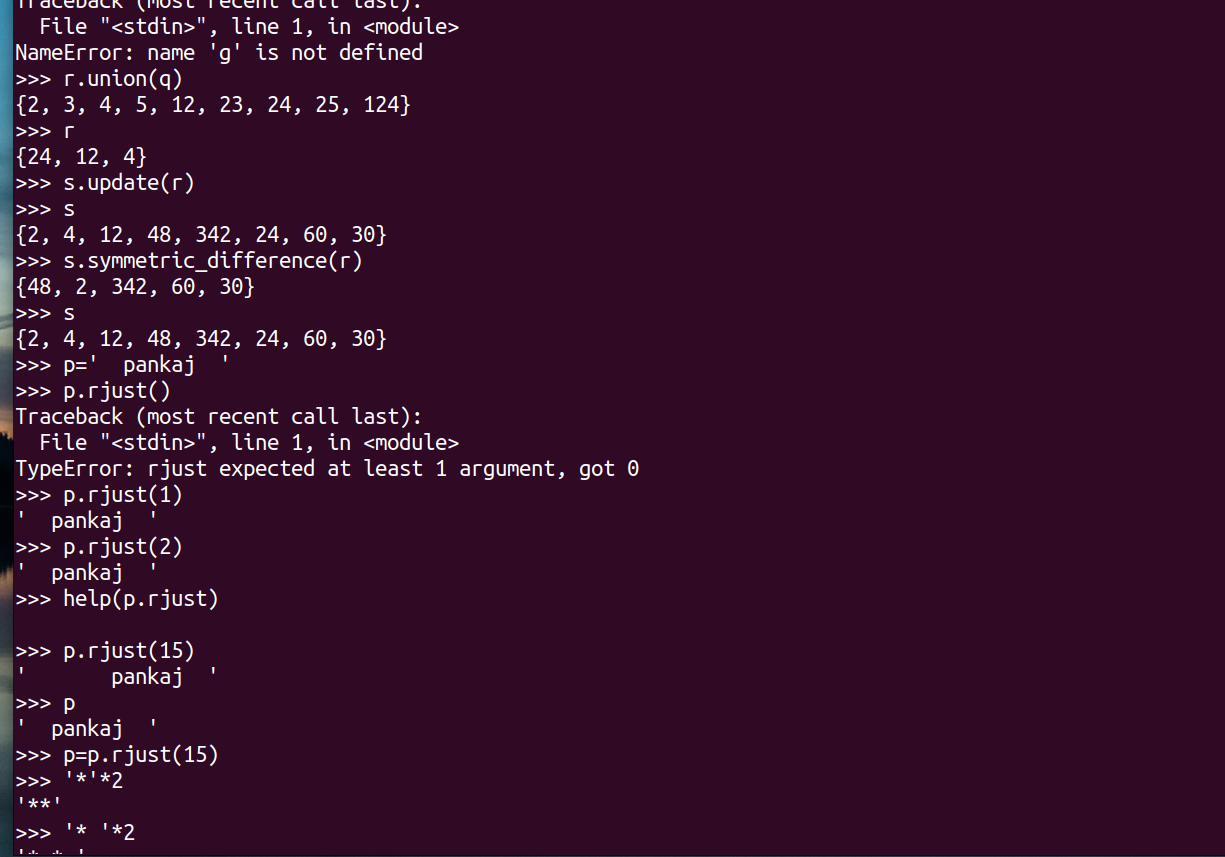 Traceback (most recent call last):
  File "<stdin>", line 1, in <module>
NameError: name 'g' is not defined
>>> r.union(q)
{2, 3, 4, 5, 12, 23, 24, 25, 124}
>>> r
{24, 12, 4}
>>> s.update(r)
>>> s
{2, 4, 12, 48, 342, 24, 60, 30}
>>> s.symmetric_difference(r)
{48, 2, 342, 60, 30}
>>> s
{2, 4, 12, 48, 342, 24, 60, 30}
>>> p='  pankaj  '
>>> p.rjust()
Traceback (most recent call last):
  File "<stdin>", line 1, in <module>
TypeError: rjust expected at least 1 argument, got 0
>>> p.rjust(1)
'  pankaj  '
>>> p.rjust(2)
'  pankaj  '
>>> help(p.rjust)

>>> p.rjust(15)
'       pankaj  '
>>> p
'  pankaj  '
>>> p=p.rjust(15)
>>> '*'*2
'**'
>>> '* '*2
'* * '